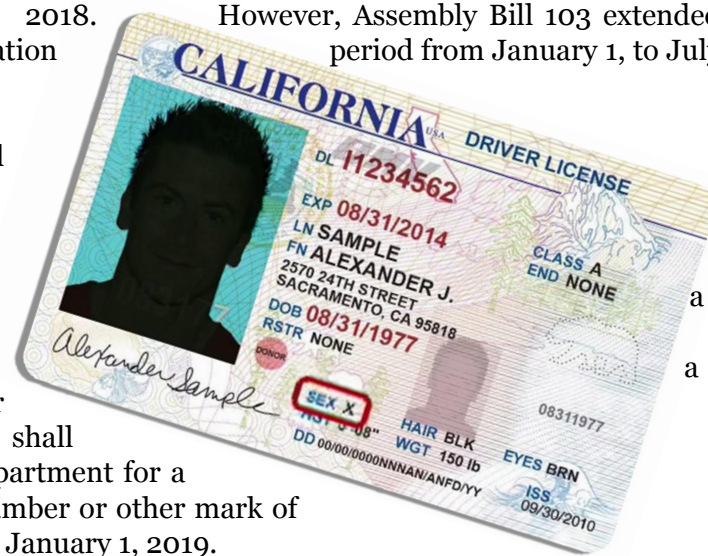 2018. However, Assembly Bill 103 extended
ation period from January 1, to July
CALIFORNIA USA DRIVER LICENSE
DL I1234562
EXP 08/31/2014
LN SAMPLE
FN ALEXANDER J.
2570 24TH STREET
SACRAMENTO, CA 95818
DOB 08/31/1977
RSTR NONE
CLASS A
END NONE
DONOR
Alexander Sample
SEX X
HAIR BLK
EYES BRN
08311977
-08"
WGT 150 lb
DD 00/00/0000NNNAN/ANFD/YY
ISS
09/30/2010
a
a
shall
partment for a
umber or other mark of
January 1, 2019.